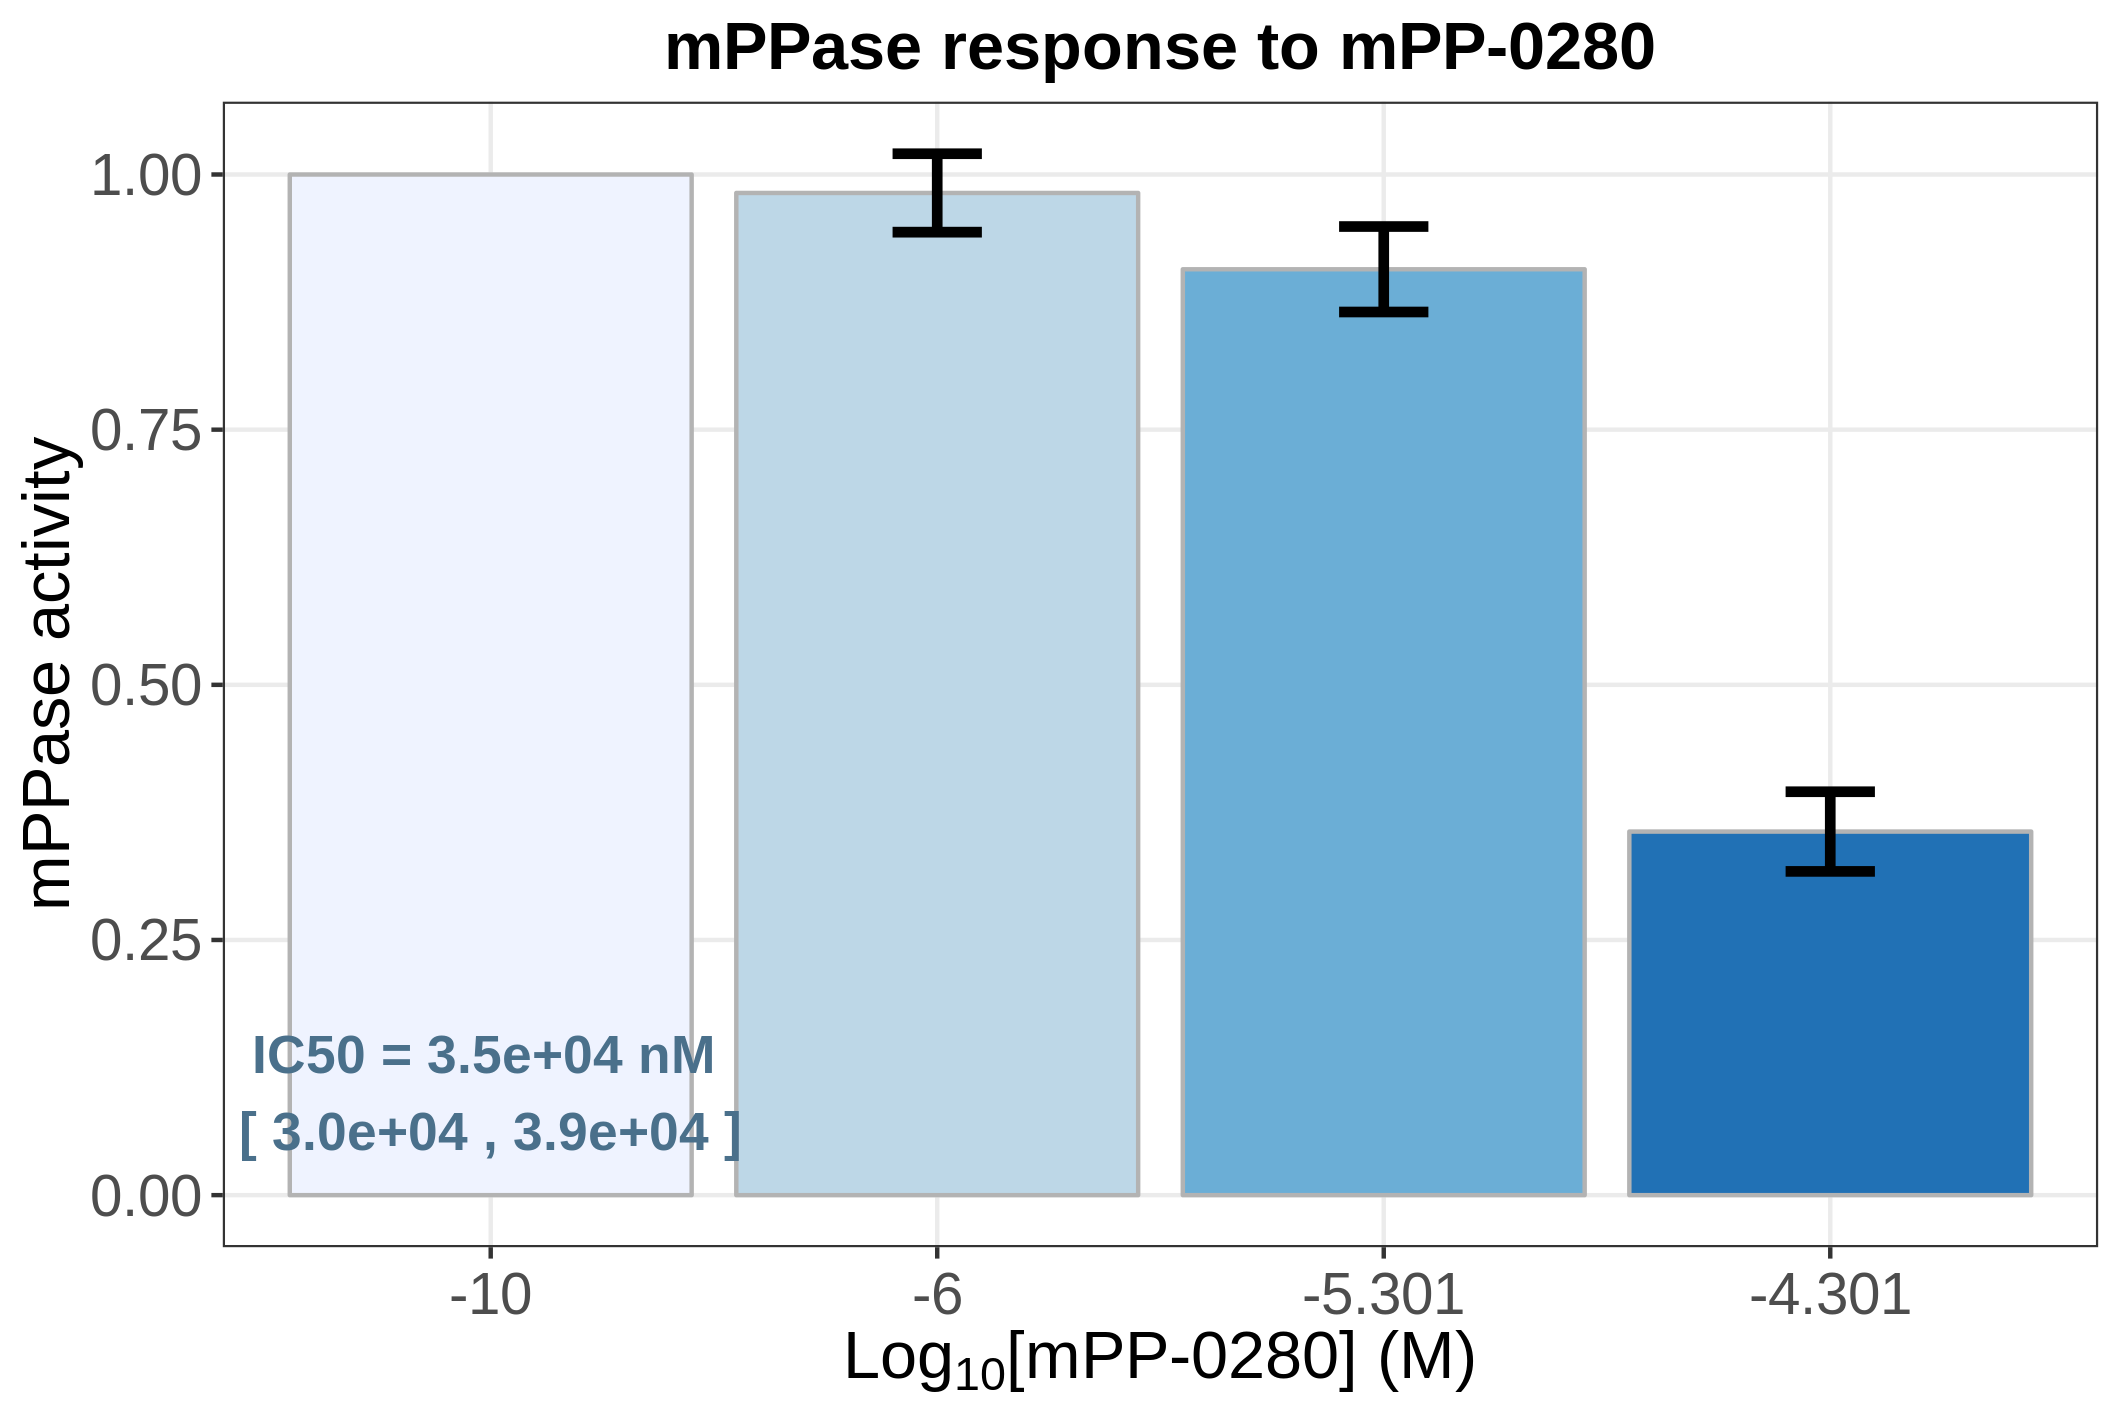 mPPase response to mPP-0280
mPPase activity
1.00
0.75
0.50
0.25
0.00
IC50 = 3.5e+04 nM
[ 3.0e+04 , 3.9e+04 ]
-10
-6
-5.301
-4.301
Log₁₀[mPP-0280] (M)